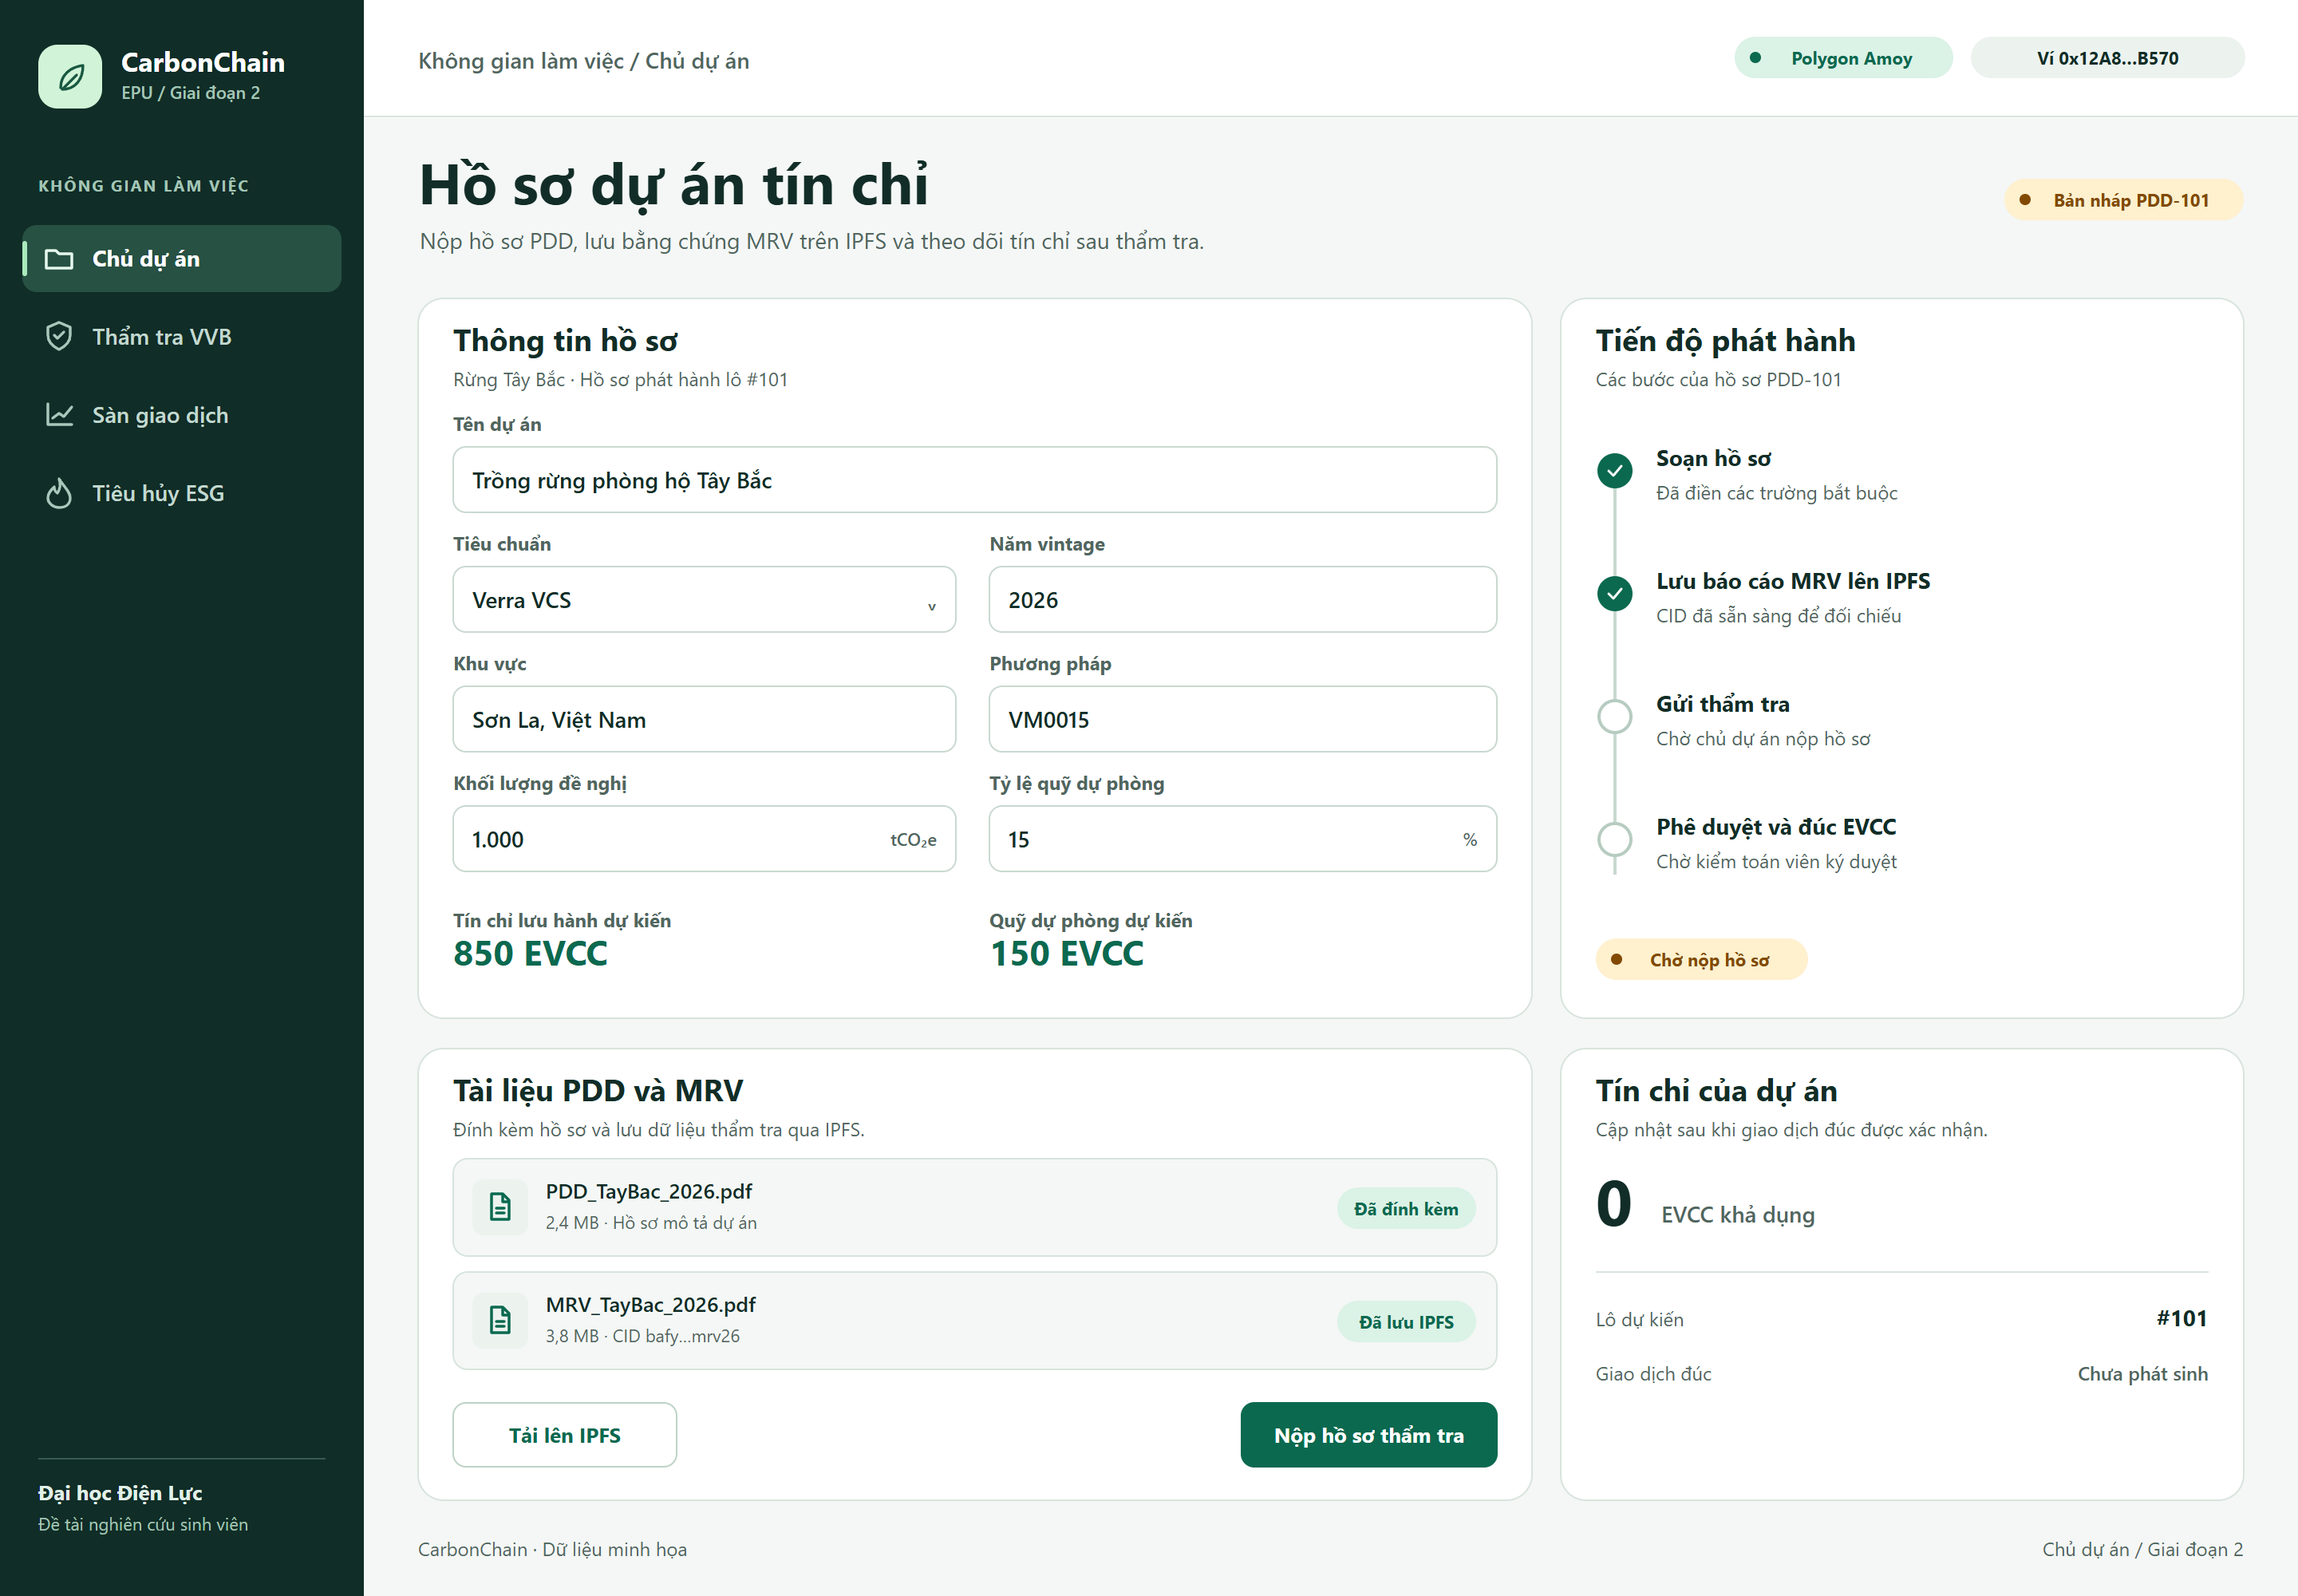 CarbonChain
EPU / Giai đoạn 2
KHÔNG GIAN LÀM VIỆC
Chủ dự án
Thẩm tra VVB
Sàn giao dịch
Tiêu hủy ESG
Đại học Điện Lực
Đề tài nghiên cứu sinh viên
Không gian làm việc / Chủ dự án
Polygon Amoy
Ví 0x12A8...B570
Hồ sơ dự án tín chỉ
Nộp hồ sơ PDD, lưu bằng chứng MRV trên IPFS và theo dõi tín chỉ sau thẩm tra.
Bản nháp PDD-101
Thông tin hồ sơ
Rừng Tây Bắc · Hồ sơ phát hành lô #101
Tên dự án
Trồng rừng phòng hộ Tây Bắc
Tiêu chuẩn
Năm vintage
Verra VCS v
2026
Khu vực
Phương pháp
Sơn La, Việt Nam
VM0015
Khối lượng đề nghị
Tỷ lệ quỹ dự phòng
1.000 tCO₂e
15 %
Tín chỉ lưu hành dự kiến
Quỹ dự phòng dự kiến
850 EVCC
150 EVCC
Tiến độ phát hành
Các bước của hồ sơ PDD-101
Soạn hồ sơ
Đã điền các trường bắt buộc
Lưu báo cáo MRV lên IPFS
CID đã sẵn sàng để đối chiếu
Gửi thẩm tra
Chờ chủ dự án nộp hồ sơ
Phê duyệt và đúc EVCC
Chờ kiểm toán viên ký duyệt
Chờ nộp hồ sơ
Tài liệu PDD và MRV
Đính kèm hồ sơ và lưu dữ liệu thẩm tra qua IPFS.
PDD_TayBac_2026.pdf
2,4 MB · Hồ sơ mô tả dự án
Đã đính kèm
MRV_TayBac_2026.pdf
3,8 MB · CID bafy...mrv26
Đã lưu IPFS
Tải lên IPFS
Nộp hồ sơ thẩm tra
Tín chỉ của dự án
Cập nhật sau khi giao dịch đúc được xác nhận.
0 EVCC khả dụng
Lô dự kiến #101
Giao dịch đúc Chưa phát sinh
CarbonChain · Dữ liệu minh họa
Chủ dự án / Giai đoạn 2